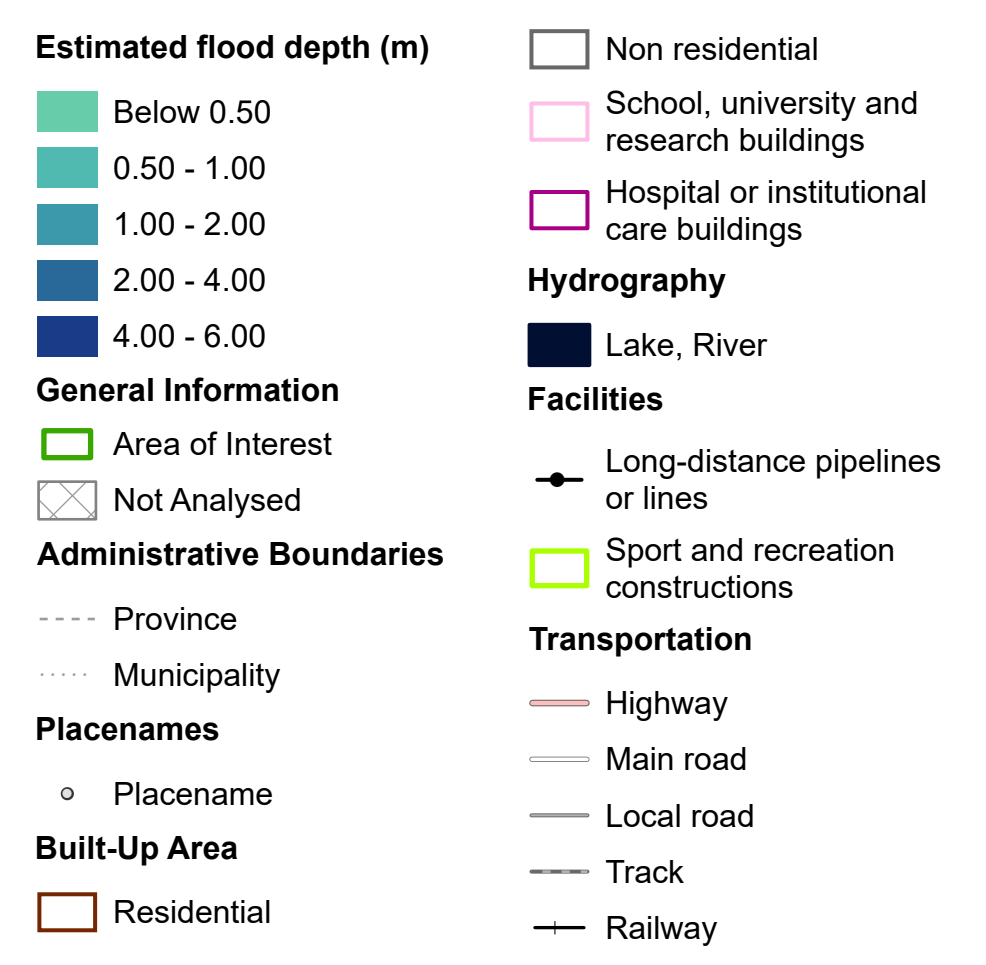 Estimated flood depth (m)
Below 0.50
0.50 - 1.00
1.00 - 2.00
2.00 - 4.00
4.00 - 6.00
General Information
Area of Interest
Not Analysed
Administrative Boundaries
Province
Municipality
Placenames
Placename
Built-Up Area
Residential
Non residential
School, university and
research buildings
Hospital or institutional
care buildings
Hydrography
Lake, River
Facilities
Long-distance pipelines
or lines
Sport and recreation
constructions
Transportation
Highway
Main road
Local road
Track
Railway